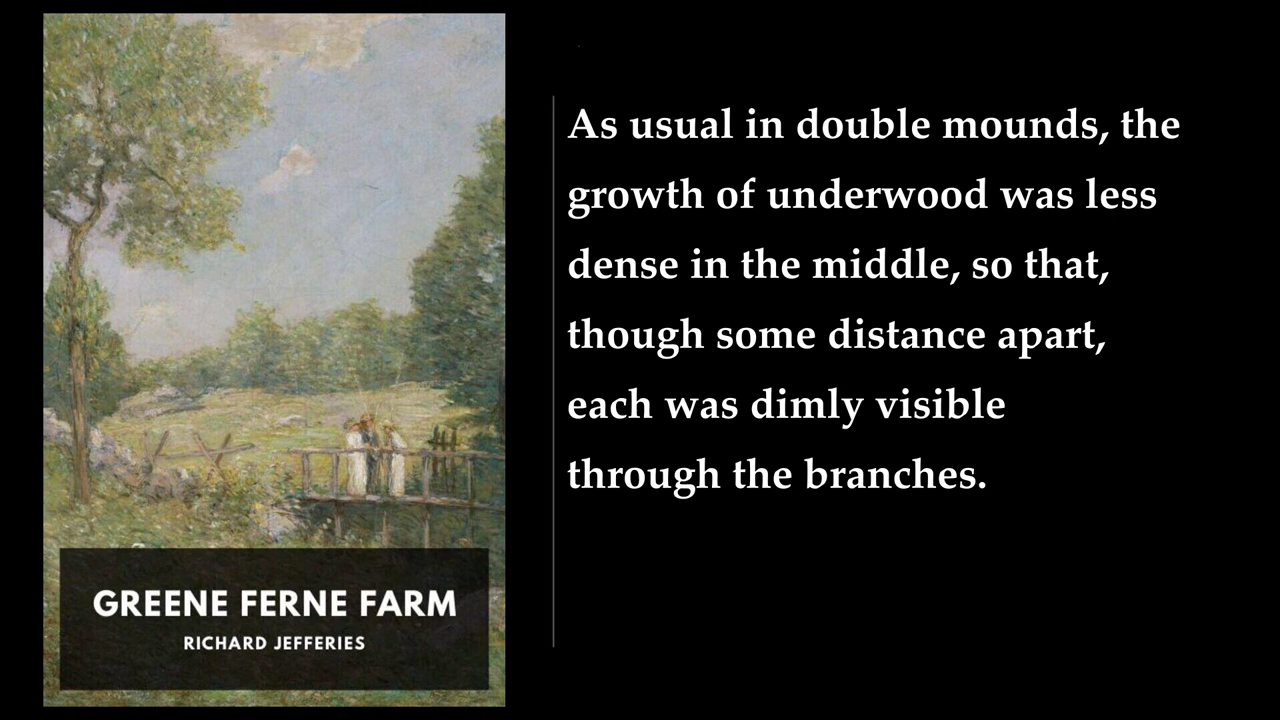 GREENE FERNE FARM
RICHARD JEFFERIES
As usual in double mounds, the
growth of underwood was less
dense in the middle, so that,
though some distance apart,
each was dimly visible
through the branches.